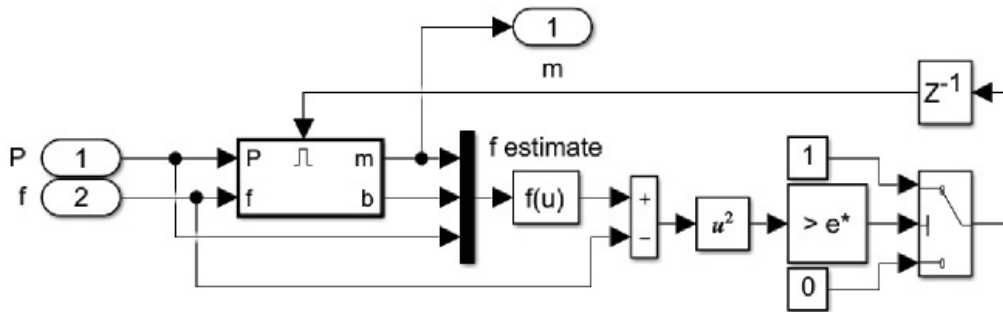 1
m
Z-1
P 1
f 2
P m
f b
f estimate
f(u)
+
−
u²
> e*
1
0